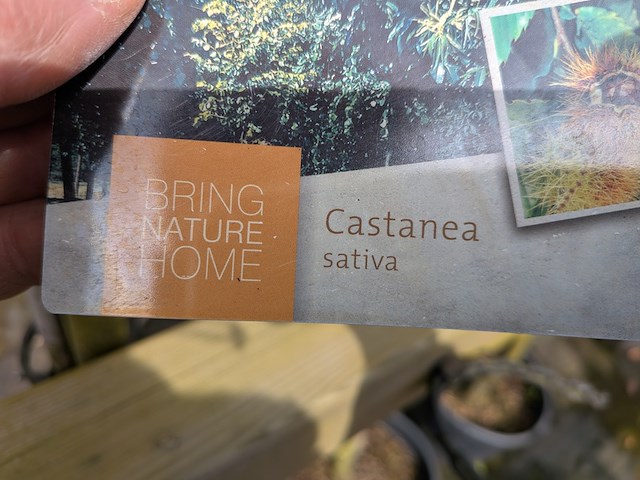 BRING
NATURE
HOME
Castanea
sativa